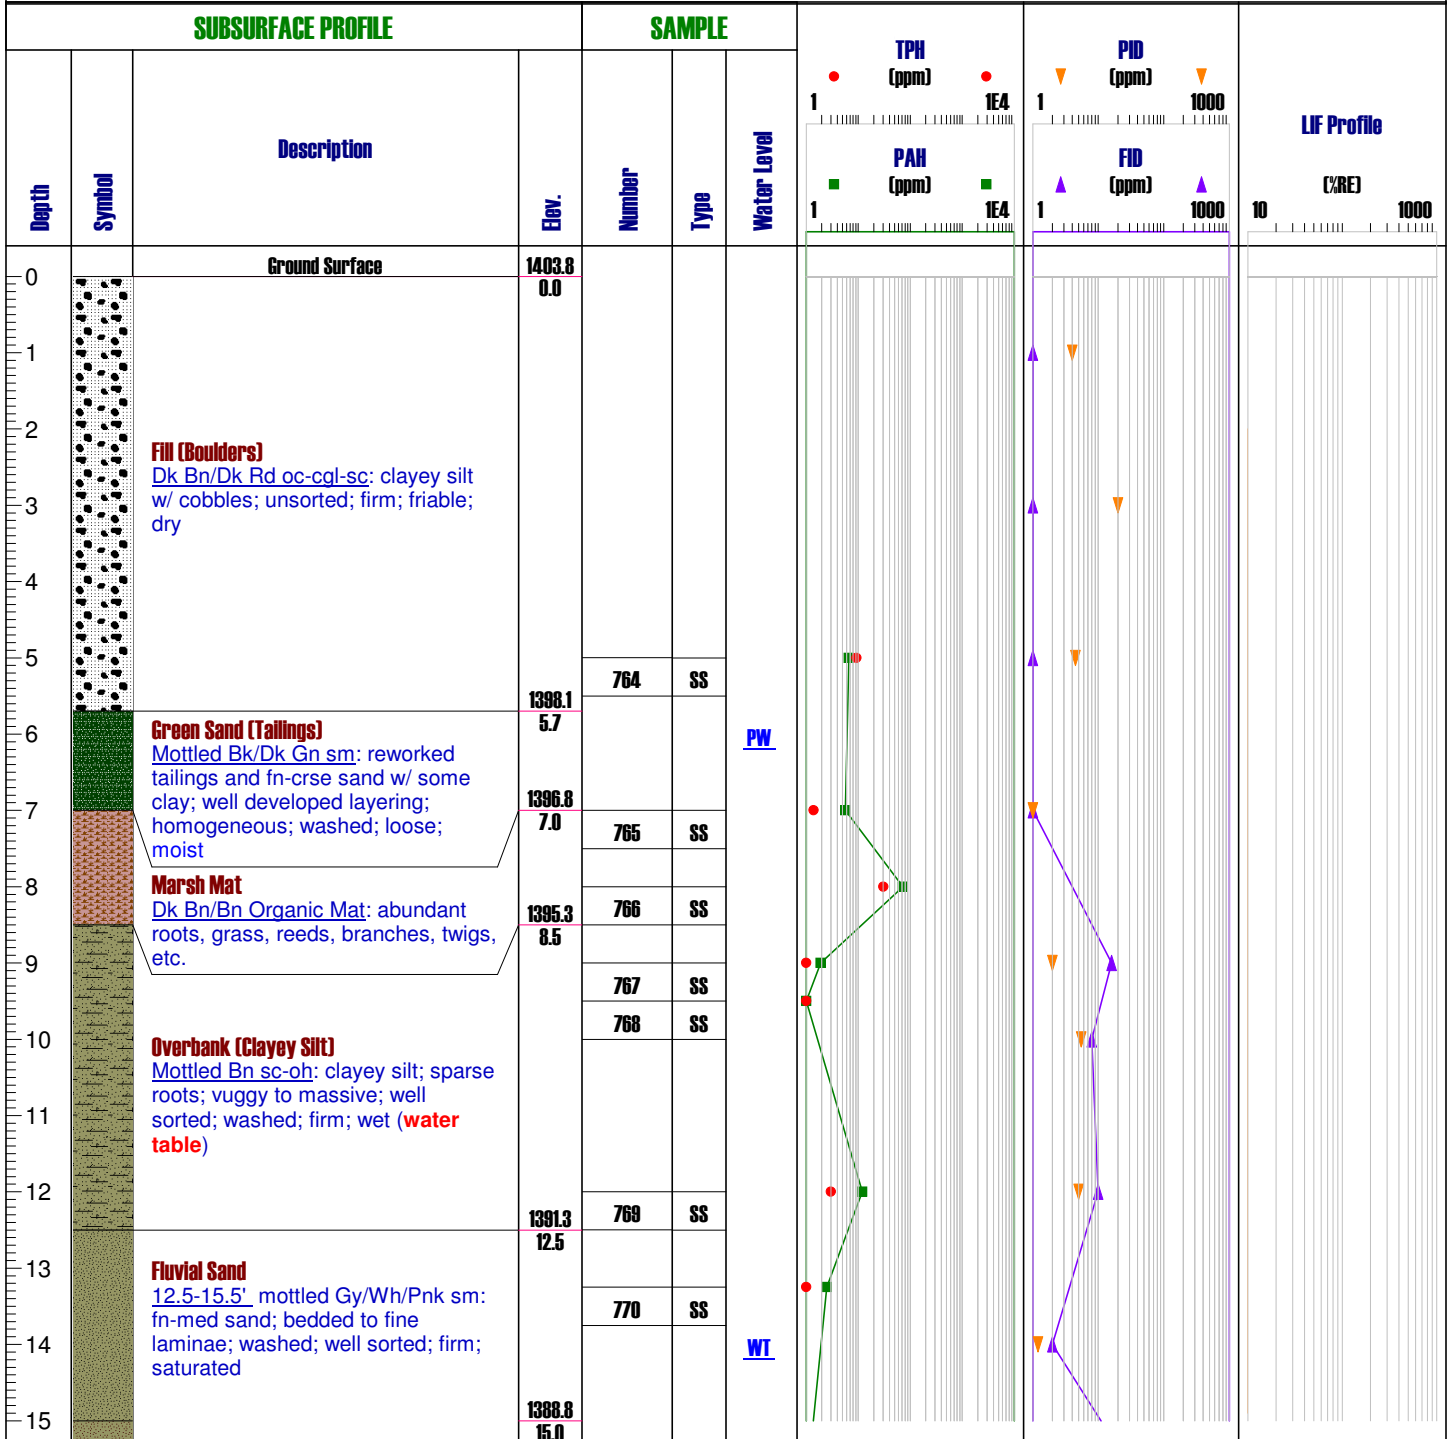 SUBSURFACE PROFILE
SAMPLE
Depth
Symbol
Description
Elev.
Number
Type
Water Level
TPH
(ppm)
1 1E4
PAH
(ppm)
1 1E4
PID
(ppm)
1 1000
FID
(ppm)
1 1000
LIF Profile
(%RE)
10 1000
0
1
2
3
4
5
6
7
8
9
10
11
12
13
14
15
Ground Surface
1403.8
0.0
Fill (Boulders)
Dk Bn/Dk Rd oc-cgl-sc: clayey silt
w/ cobbles; unsorted; firm; friable;
dry
1398.1
5.7
Green Sand (Tailings)
Mottled Bk/Dk Gn sm: reworked
tailings and fn-crse sand w/ some
clay; well developed layering;
homogeneous; washed; loose;
moist
1396.8
7.0
Marsh Mat
Dk Bn/Bn Organic Mat: abundant
roots, grass, reeds, branches, twigs,
etc.
1395.3
8.5
Overbank (Clayey Silt)
Mottled Bn sc-oh: clayey silt; sparse
roots; vuggy to massive; well
sorted; washed; firm; wet (water
table)
1391.3
12.5
Fluvial Sand
12.5-15.5' mottled Gy/Wh/Pnk sm:
fn-med sand; bedded to fine
laminae; washed; well sorted; firm;
saturated
1388.8
15.0
764 SS
765 SS
766 SS
767 SS
768 SS
769 SS
770 SS
PW
WT